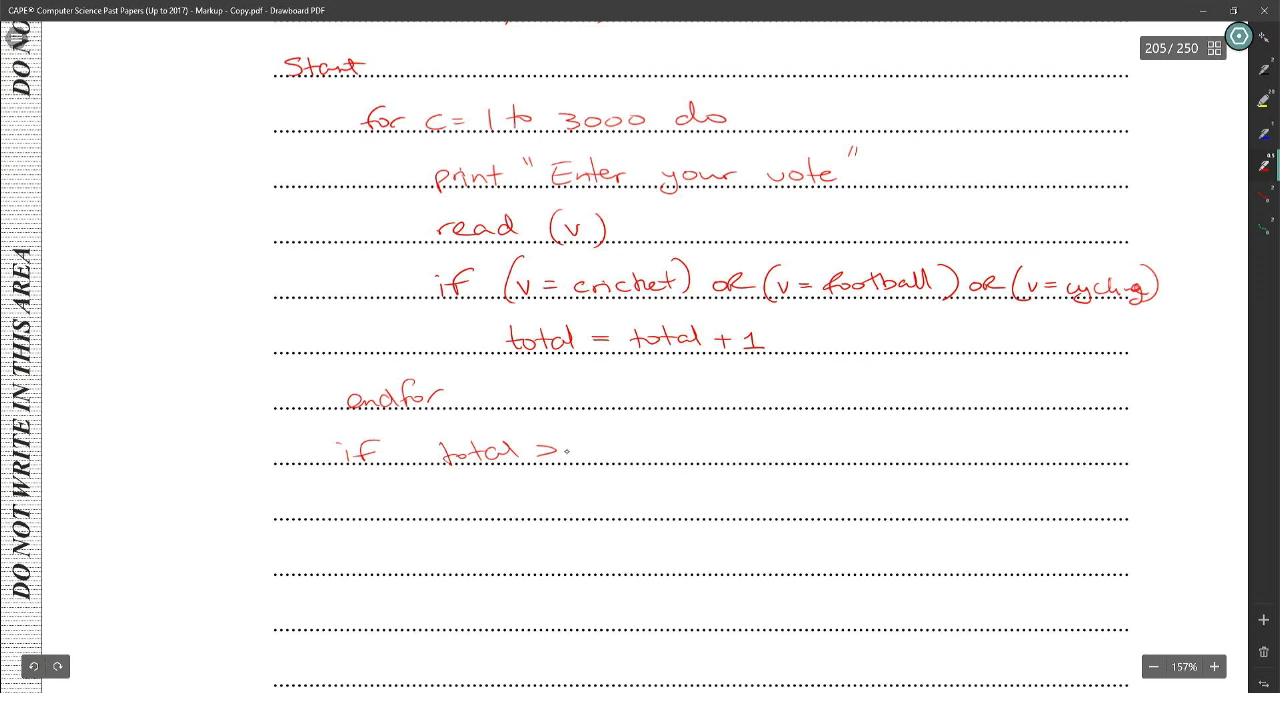 CAPE® Computer Science Past Papers (Up to 2017) - Markup - Copy.pdf - Drawboard PDF
205 / 250
DO NO
DO NOT WRITE IN THIS AREA
Start
for c = 1 to 3000 do
print "Enter your vote"
read (v)
if (v = cricket) OR (v = football) OR (v = cycling)
total = total + 1
endfor
if total >
157%